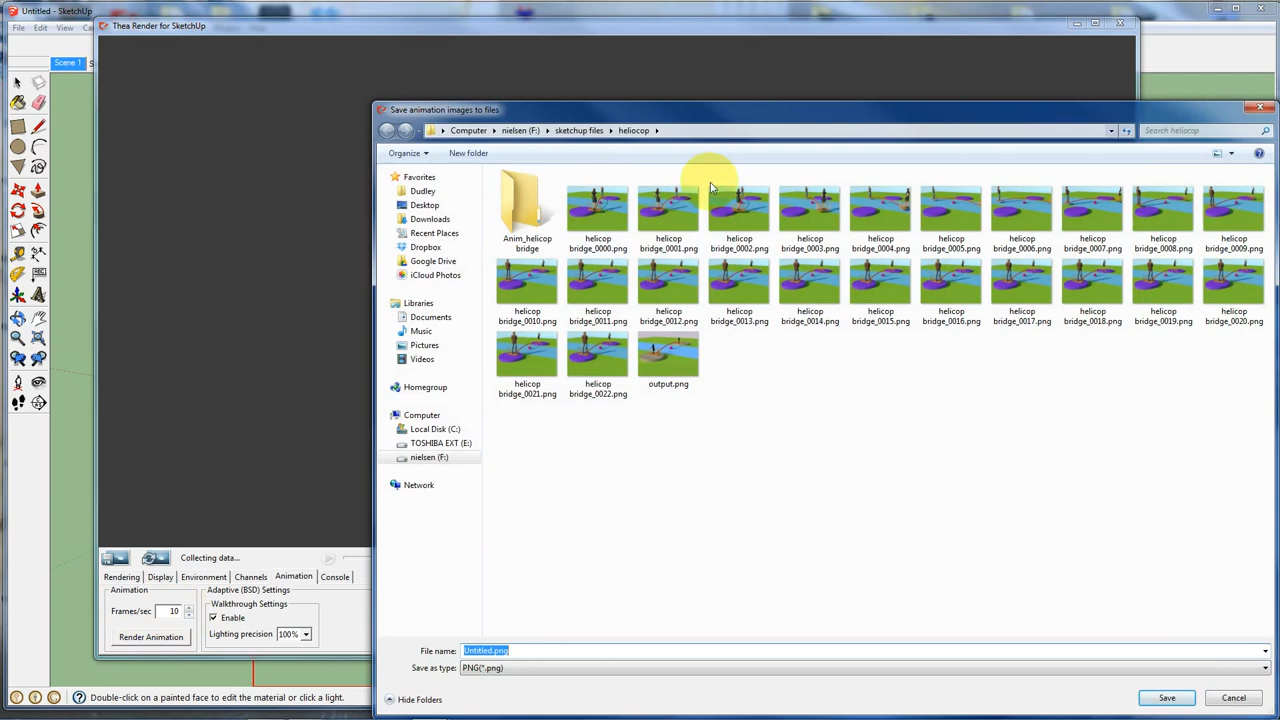 Untitled - SketchUp
File Edit View
Thea Render for SketchUp
Scene 1
Save animation images to files
Computer nielsen (F:) sketchup files heliocop
Search heliocop
Organize New folder
Favorites
Dudley
Desktop
Downloads
Recent Places
Dropbox
Google Drive
iCloud Photos
Libraries
Documents
Music
Pictures
Videos
Homegroup
Computer
Local Disk (C:)
TOSHIBA EXT (E:)
nielsen (F:)
Network
Anim_helicop bridge
helicop bridge_0000.png
helicop bridge_0001.png
helicop bridge_0002.png
helicop bridge_0003.png
helicop bridge_0004.png
helicop bridge_0005.png
helicop bridge_0006.png
helicop bridge_0007.png
helicop bridge_0008.png
helicop bridge_0009.png
helicop bridge_0010.png
helicop bridge_0011.png
helicop bridge_0012.png
helicop bridge_0013.png
helicop bridge_0014.png
helicop bridge_0015.png
helicop bridge_0016.png
helicop bridge_0017.png
helicop bridge_0018.png
helicop bridge_0019.png
helicop bridge_0020.png
helicop bridge_0021.png
helicop bridge_0022.png
output.png
Collecting data...
Rendering Display Environment Channels Animation Console
Animation
Frames/sec 10
Render Animation
Adaptive (BSD) Settings
Walkthrough Settings
Enable
Lighting precision 100%
File name: Untitled.png
Save as type: PNG(*.png)
Hide Folders
Save Cancel
Double-click on a painted face to edit the material or click a light.